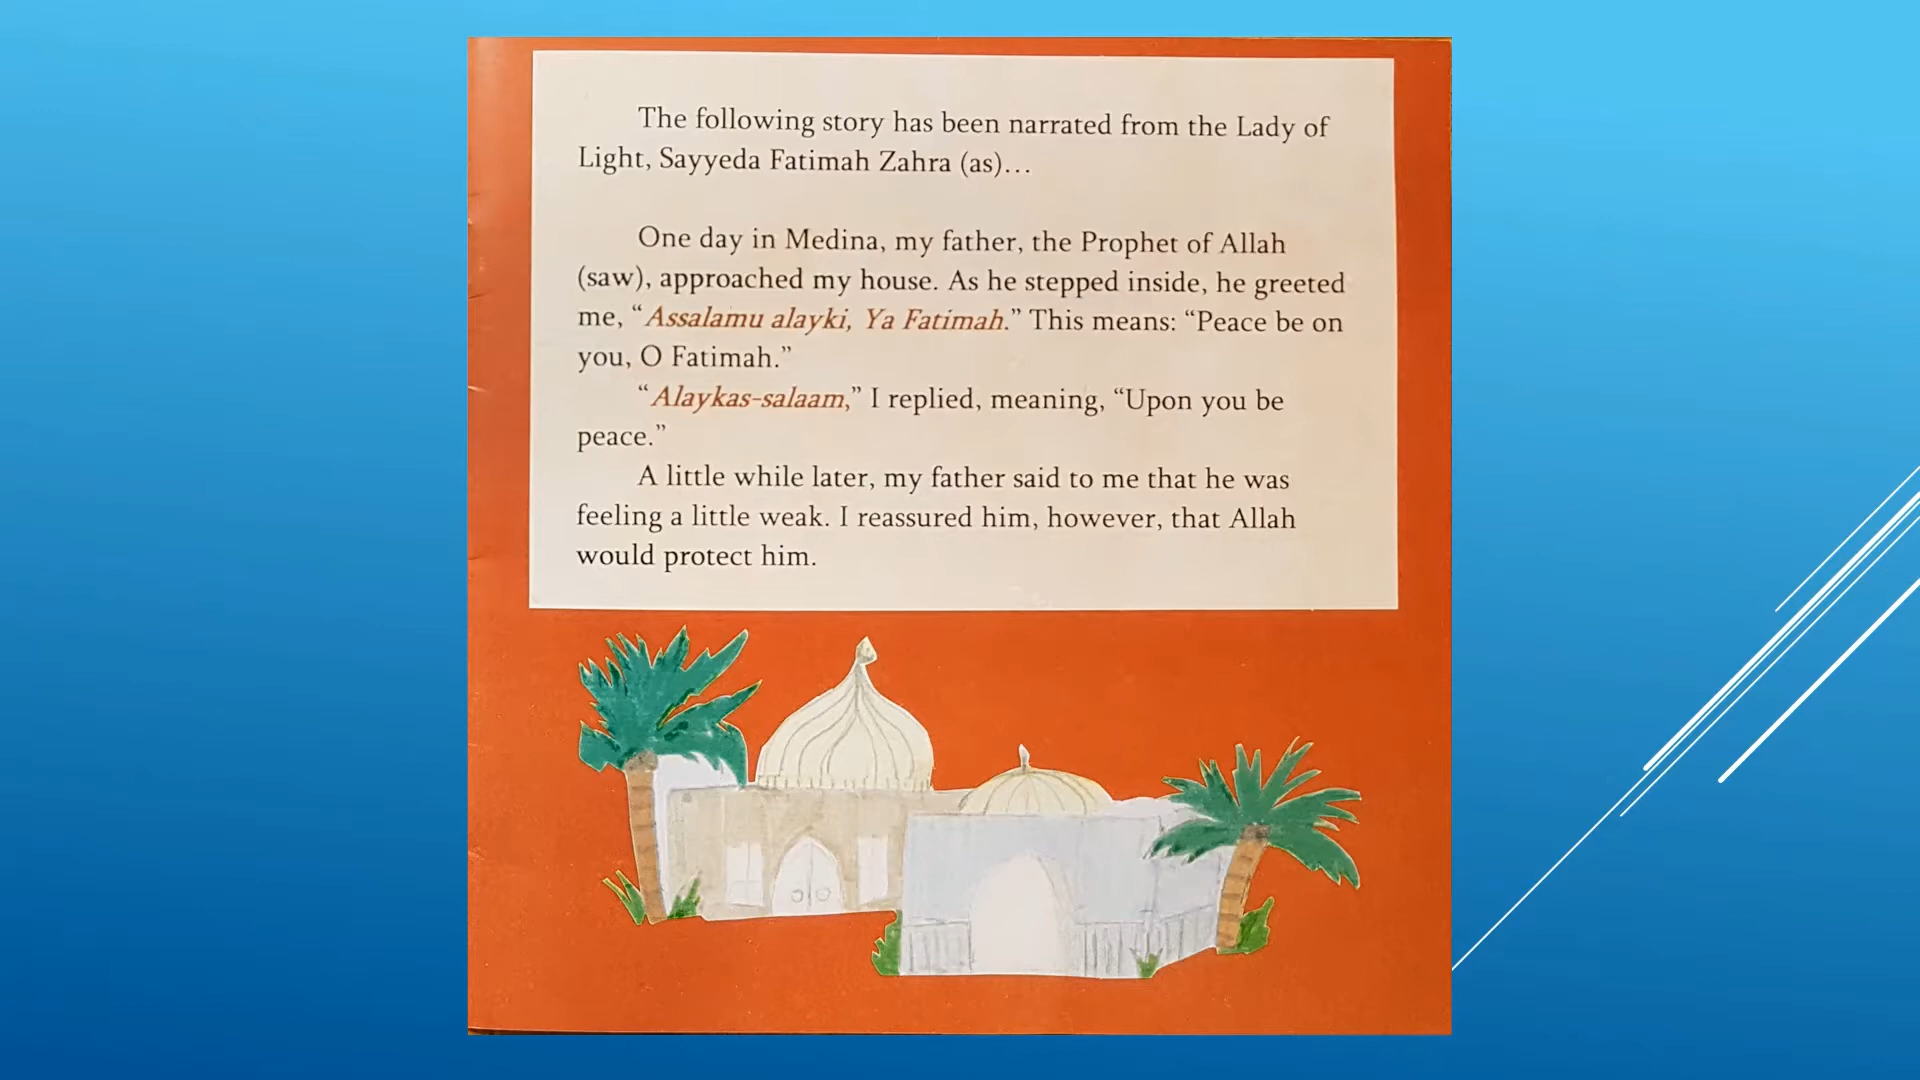 The following story has been narrated from the Lady of
Light, Sayyeda Fatimah Zahra (as)...
One day in Medina, my father, the Prophet of Allah
(saw), approached my house. As he stepped inside, he greeted
me, “Assalamu alayki, Ya Fatimah.” This means: “Peace be on
you, O Fatimah.”
“Alaykas-salaam,” I replied, meaning, “Upon you be
peace.”
A little while later, my father said to me that he was
feeling a little weak. I reassured him, however, that Allah
would protect him.